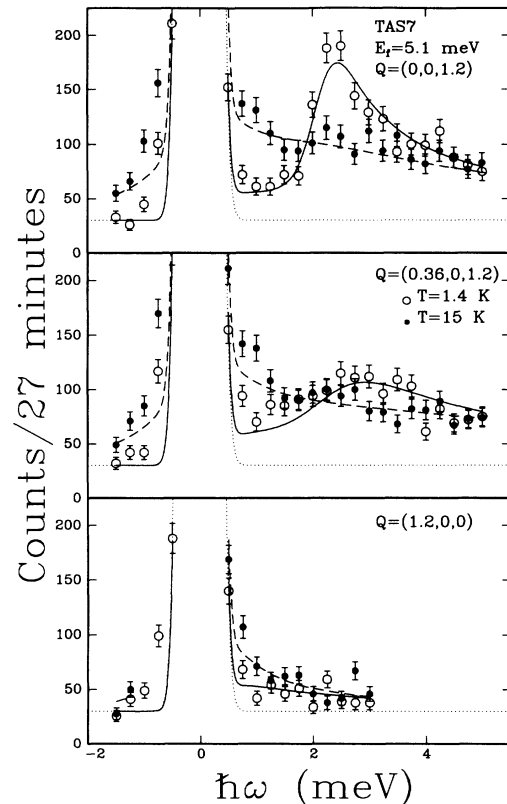 TAS7
E_f=5.1 meV
Q=(0,0,1.2)
200
150
100
50
0
Q=(0.36,0,1.2)
○ T=1.4 K
● T=15 K
200
150
100
50
0
Q=(1.2,0,0)
200
150
100
50
0
−2 0 2 4
Counts/27 minutes
ħω (meV)